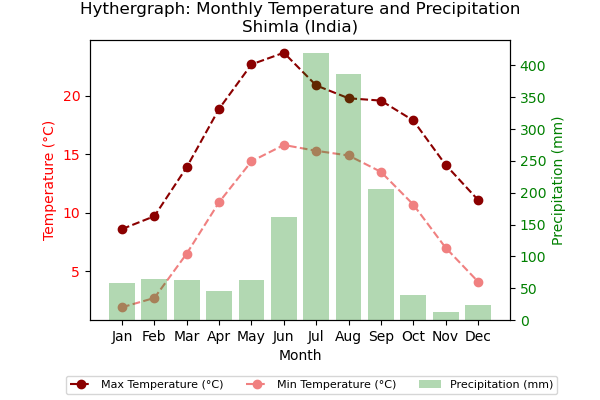 Hythergraph: Monthly Temperature and Precipitation
Shimla (India)
Temperature (°C)
20
15
10
5
400
350
300
250
200
150
100
50
0
Precipitation (mm)
Jan Feb Mar Apr May Jun Jul Aug Sep Oct Nov Dec
Month
Max Temperature (°C) Min Temperature (°C) Precipitation (mm)